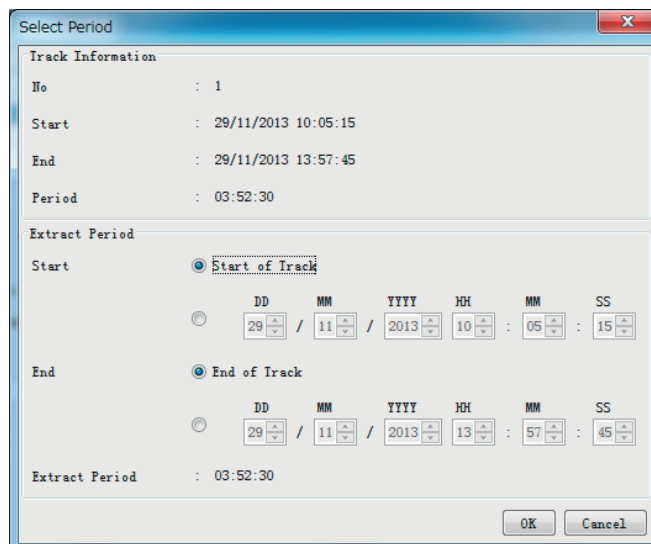 Select Period
Track Information
No : 1
Start : 29/11/2013 10:05:15
End : 29/11/2013 13:57:45
Period : 03:52:30
Extract Period
Start Start of Track
DD MM YYYY HH MM SS
29 / 11 / 2013 10 : 05 : 15
End End of Track
DD MM YYYY HH MM SS
29 / 11 / 2013 13 : 57 : 45
Extract Period : 03:52:30
OK Cancel